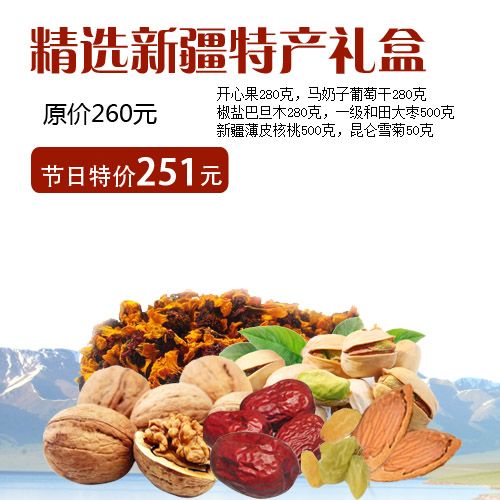 精选新疆特产礼盒
原价260元
开心果280克，马奶子葡萄干280克
椒盐巴旦木280克，一级和田大枣500克
新疆薄皮核桃500克，昆仑雪菊50克
节日特价251元